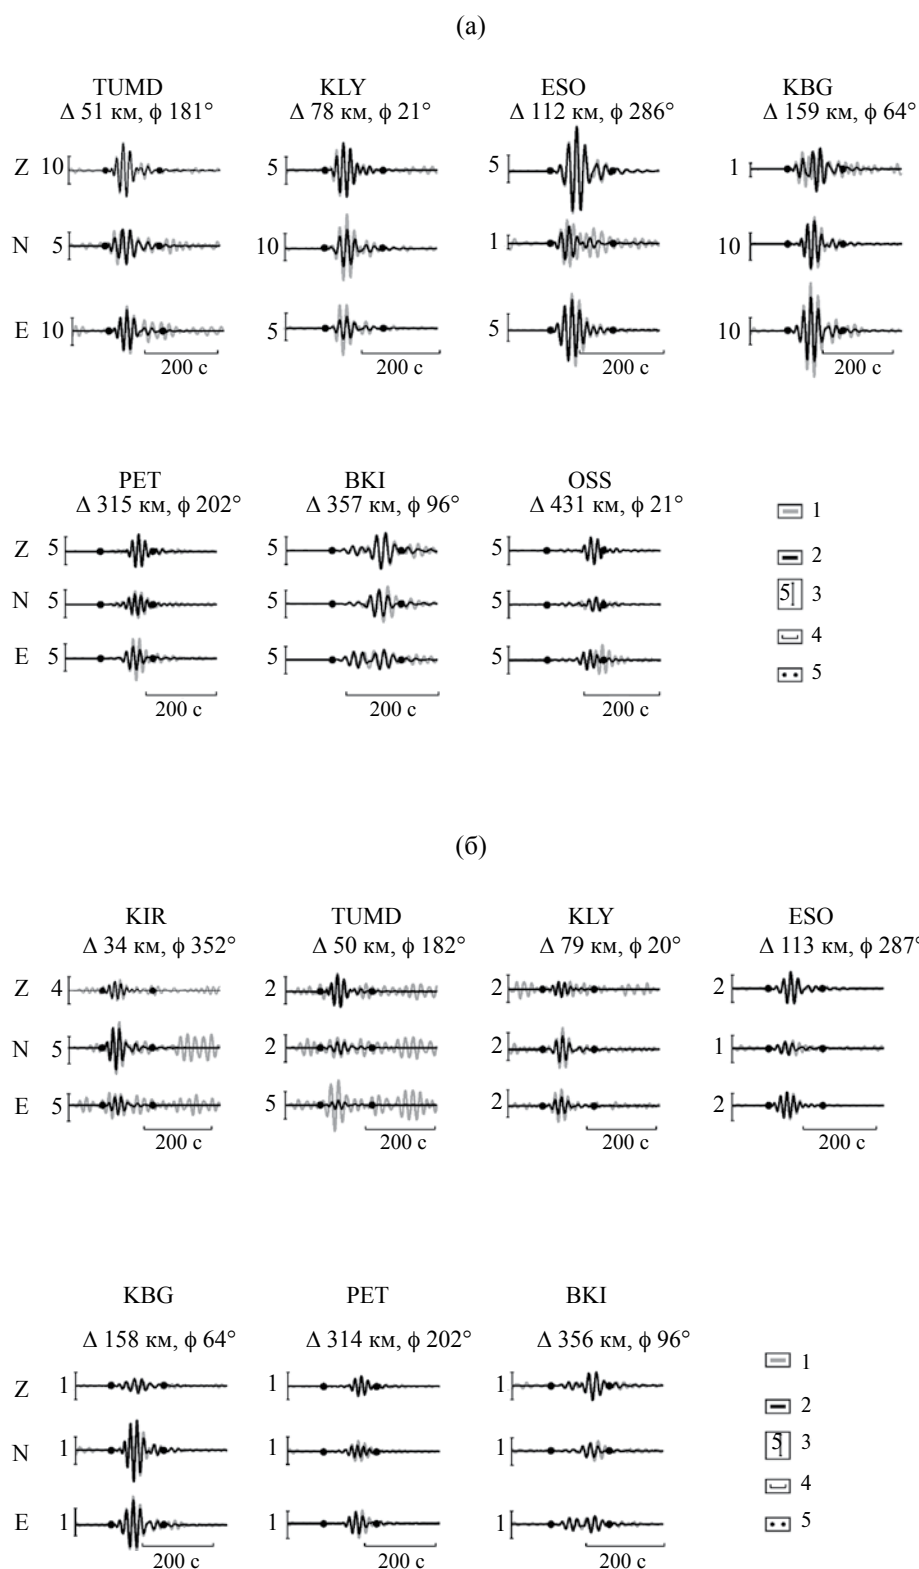 (а)
TUMD KLY ESO KBG
Δ 51 км, ϕ 181° Δ 78 км, ϕ 21° Δ 112 км, ϕ 286° Δ 159 км, ϕ 64°
Z 10 5 5 1
N 5 10 1 10
E 10 5 5 10
200 с 200 с 200 с 200 с
PET BKI OSS
Δ 315 км, ϕ 202° Δ 357 км, ϕ 96° Δ 431 км, ϕ 21°
1
Z 5 5 5
2
5 3
N 5 5 5
4
E 5 5 5
5
200 с 200 с 200 с
(б)
KIR TUMD KLY ESO
Δ 34 км, ϕ 352° Δ 50 км, ϕ 182° Δ 79 км, ϕ 20° Δ 113 км, ϕ 287°
Z 4 2 2 2
N 5 2 2 1
E 5 5 2 2
200 с 200 с 200 с 200 с
KBG PET BKI
Δ 158 км, ϕ 64° Δ 314 км, ϕ 202° Δ 356 км, ϕ 96°
1
Z 1 1 1
2
5 3
N 1 1 1
4
E 1 1 1
5
200 с 200 с 200 с